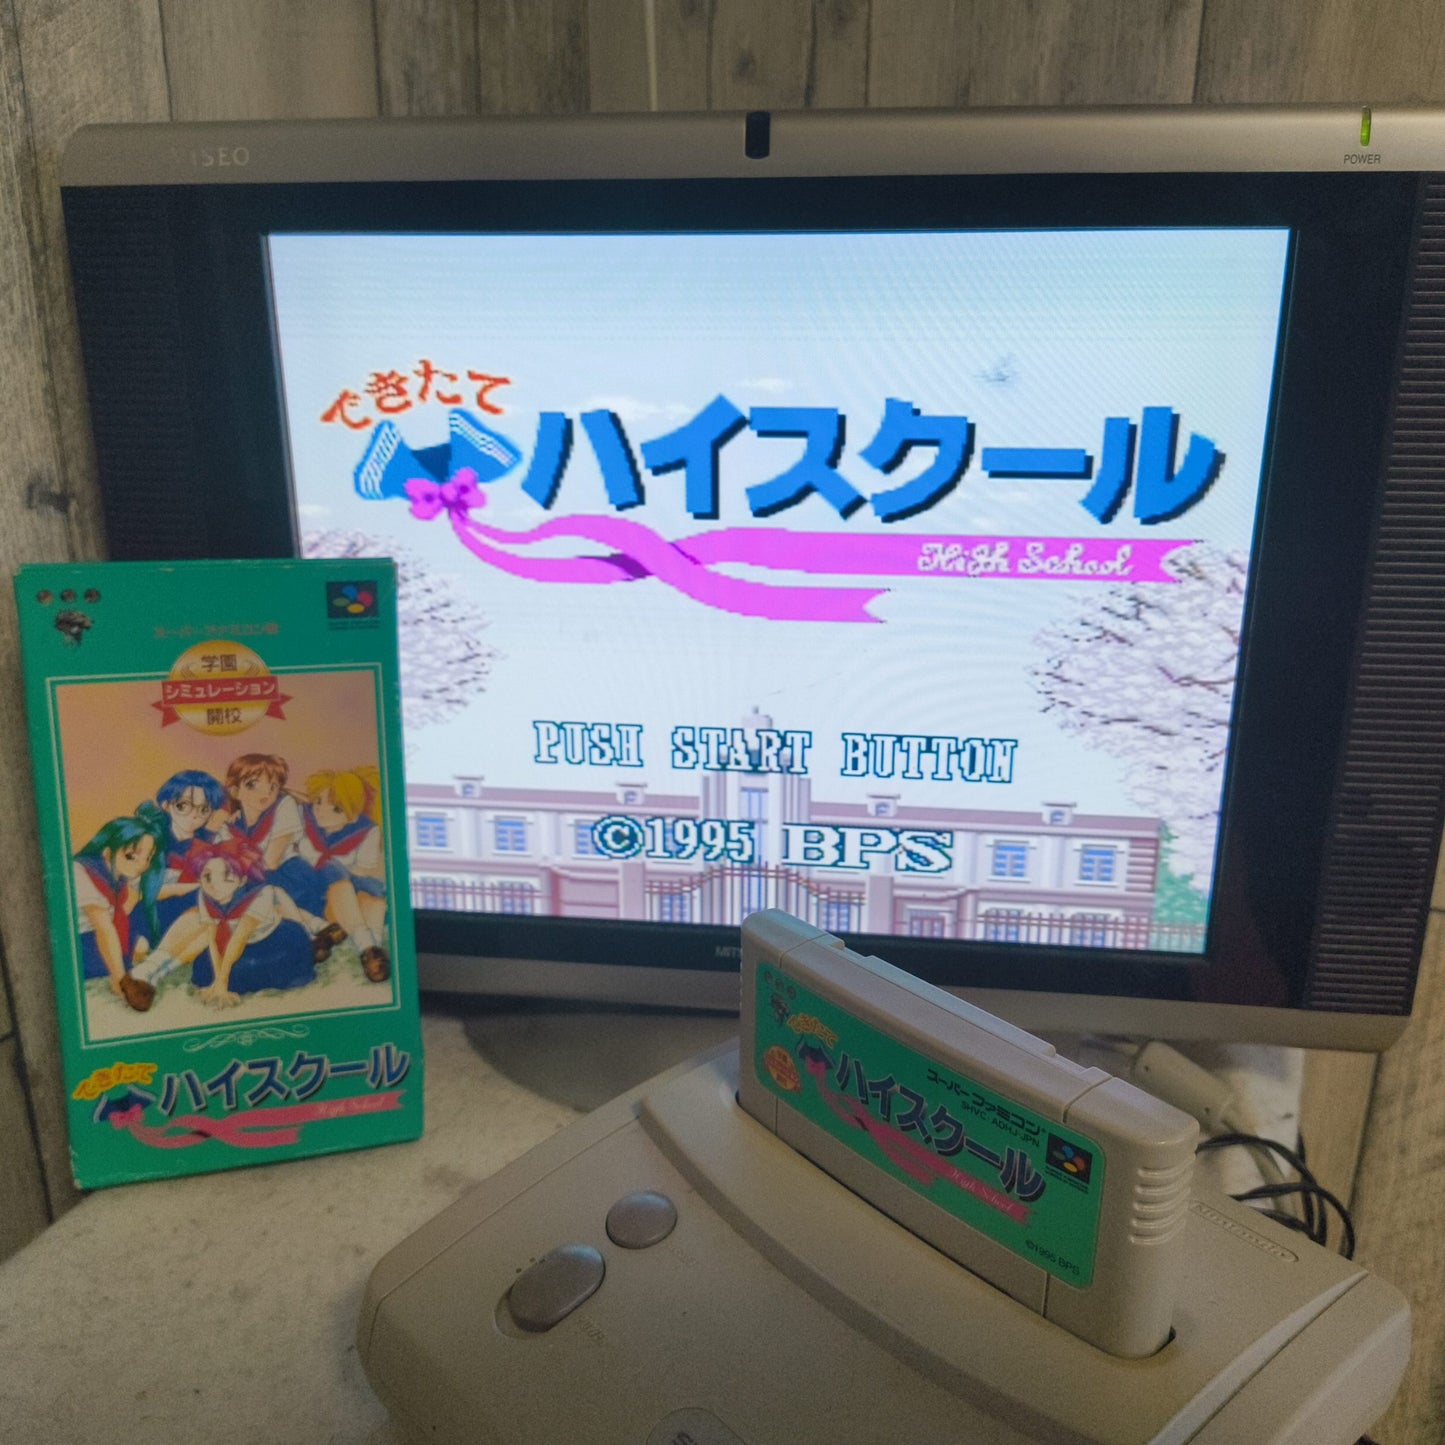 VISEO
POWER
できたて
ハイスクール
High School
PUSH START BUTTON
©1995 BPS
MIT
スーパーファミコン用
学園
シミュレーション
開校
できたて
ハイスクール
High School
できたて
ハイスクール
High School
スーパーファミコン
SHVC-ADHJ-JPN
©1995 BPS
Nintendo